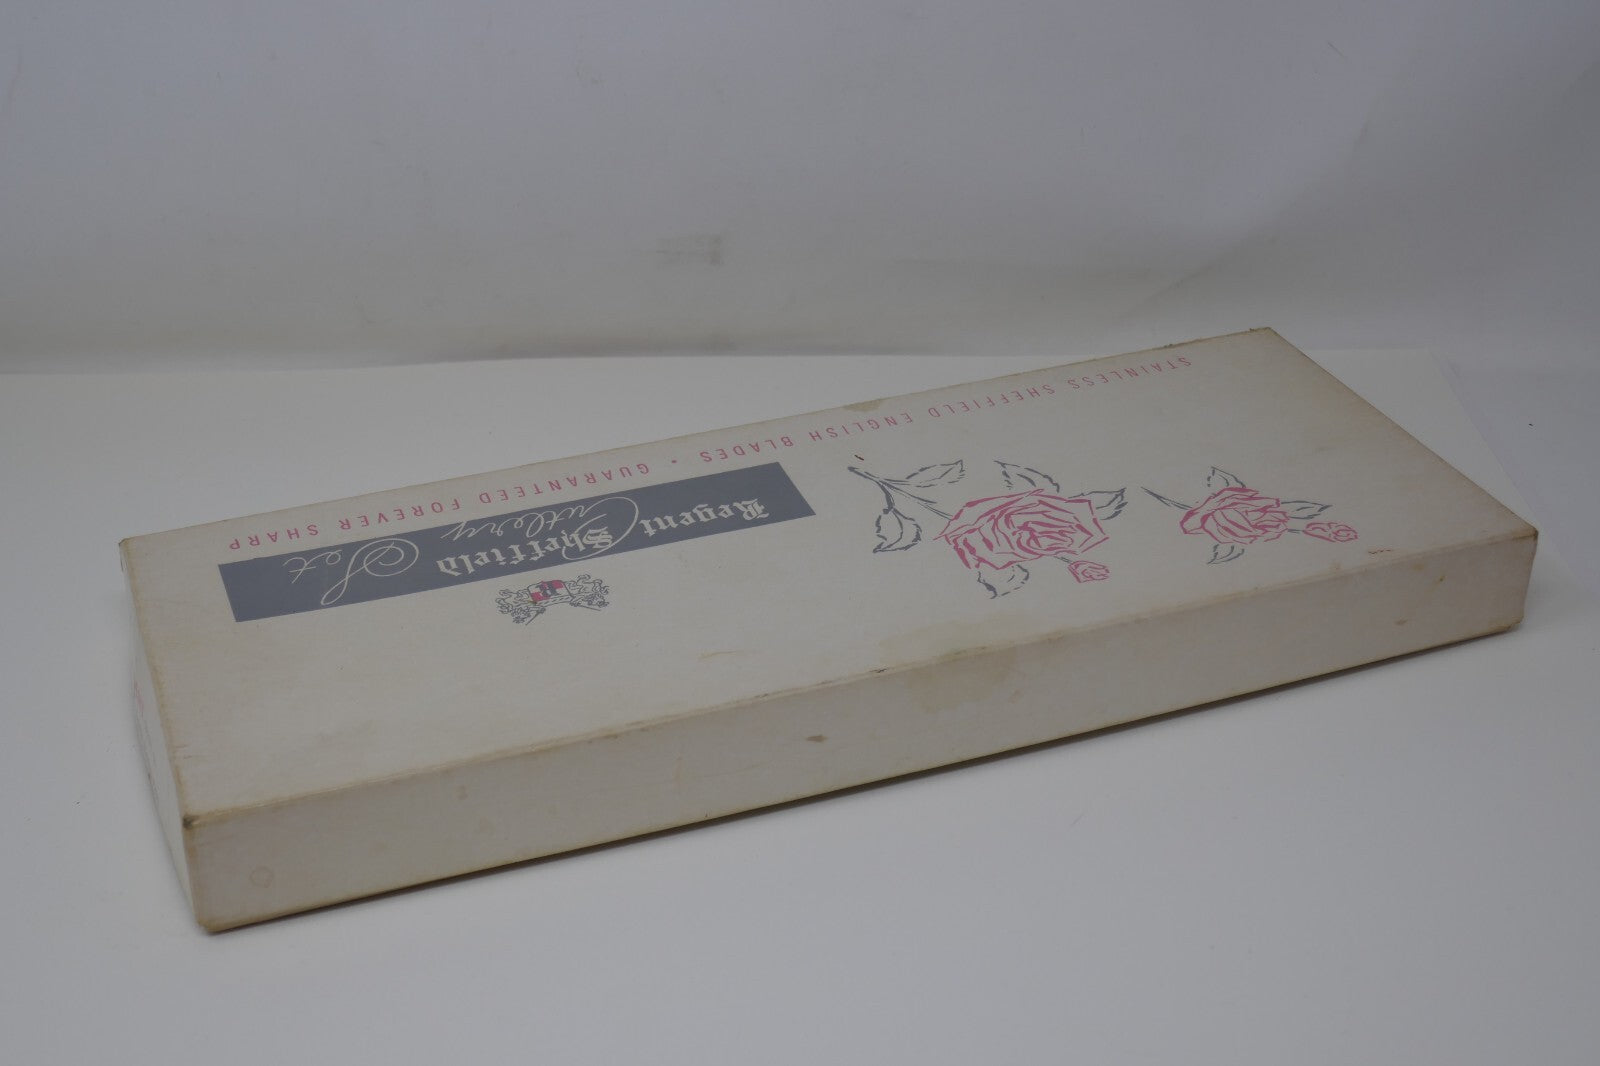 Regent Sheffield
Cutlery Set
STAINLESS SHEFFIELD ENGLISH BLADES • GUARANTEED FOREVER SHARP